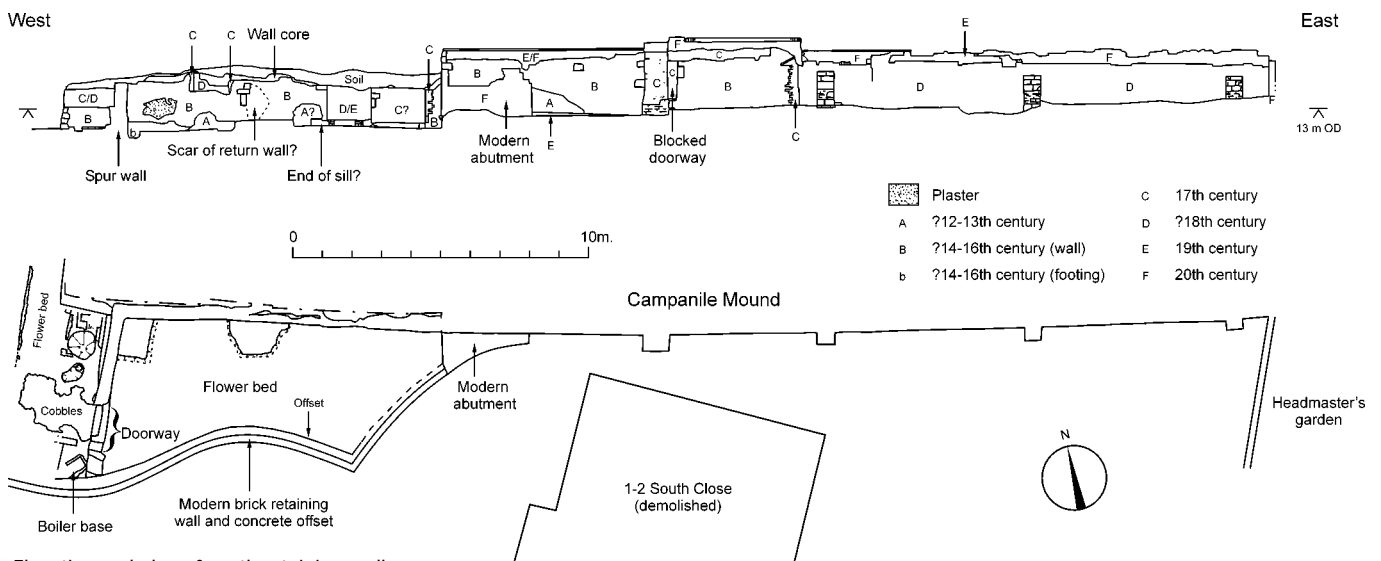 West
East
C
C
Wall core
C
E
Soil
E/F
F
C
F
F
D
C/D
B
B
B
D/E
C?
B
F
B
A
C
C
B
D
D
B
b
A
A?
B
F
13 m OD
Spur wall
Scar of return wall?
End of sill?
Modern
abutment
E
Blocked
doorway
C
Plaster
A ?12-13th century
B ?14-16th century (wall)
b ?14-16th century (footing)
C 17th century
D ?18th century
E 19th century
F 20th century
0
10m.
Campanile Mound
Flower bed
Flower bed
Offset
Modern
abutment
Cobbles
Doorway
Headmaster's
garden
N
1-2 South Close
(demolished)
Modern brick retaining
wall and concrete offset
Boiler base